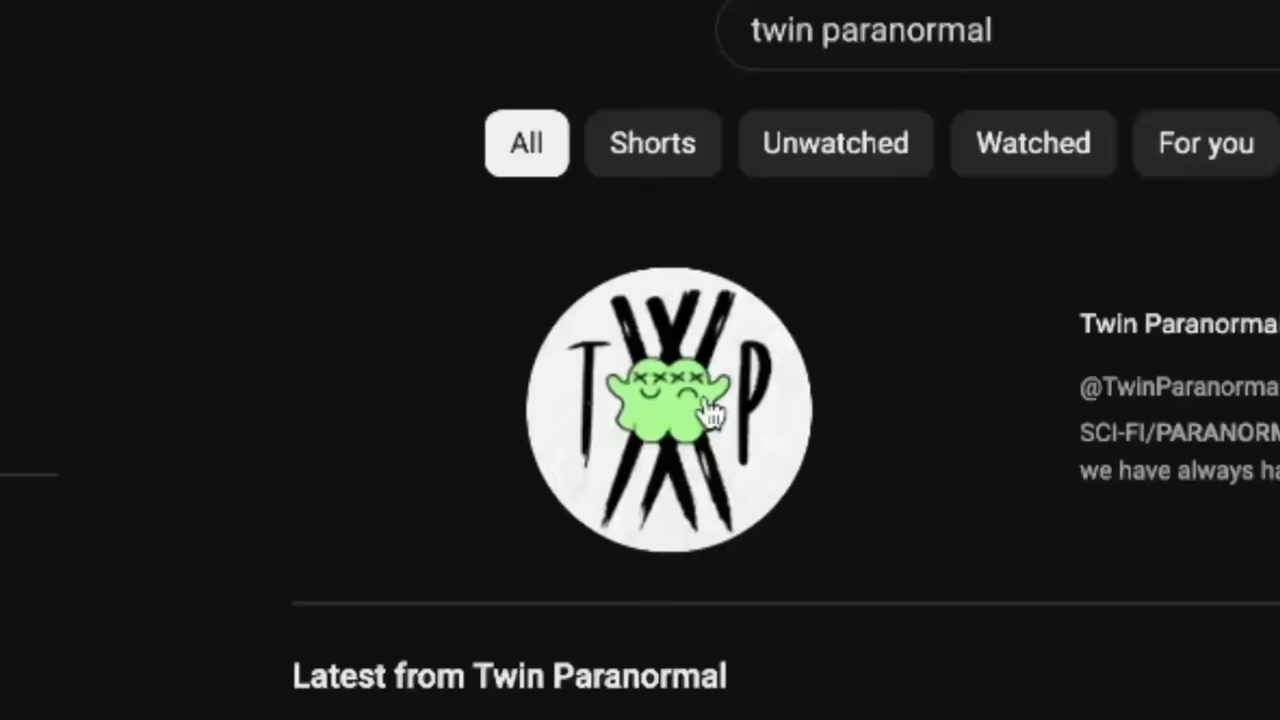 twin paranormal
All Shorts Unwatched Watched For you
T P
Twin Paranorma
@TwinParanorma
SCI-FI/PARANORM
we have always ha
Latest from Twin Paranormal